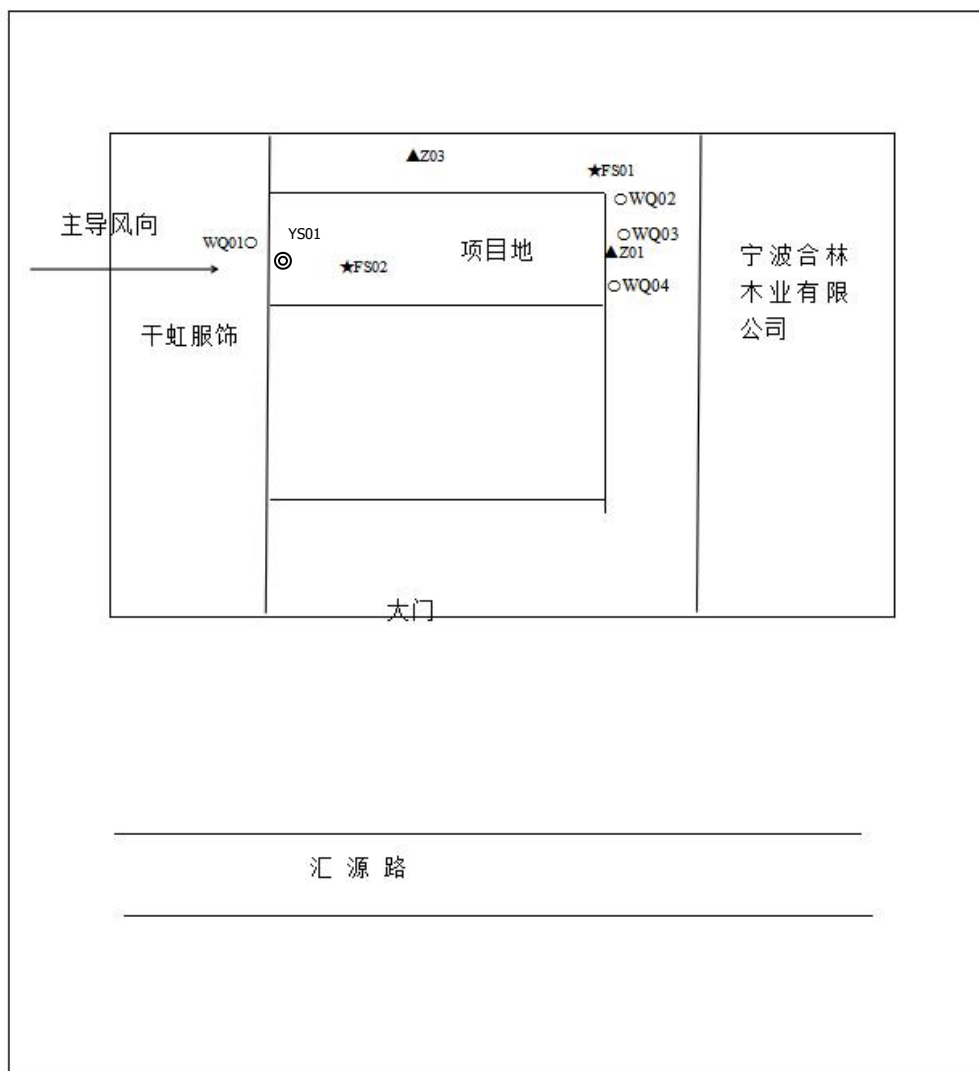 ▲Z03
★FS01
○WQ02
主导风向
WQ01○
YS01
◎
★FS02
项目地
○WQ03
▲Z01
○WQ04
宁波合林
木业有限
公司
干虹服饰
大门
汇源路